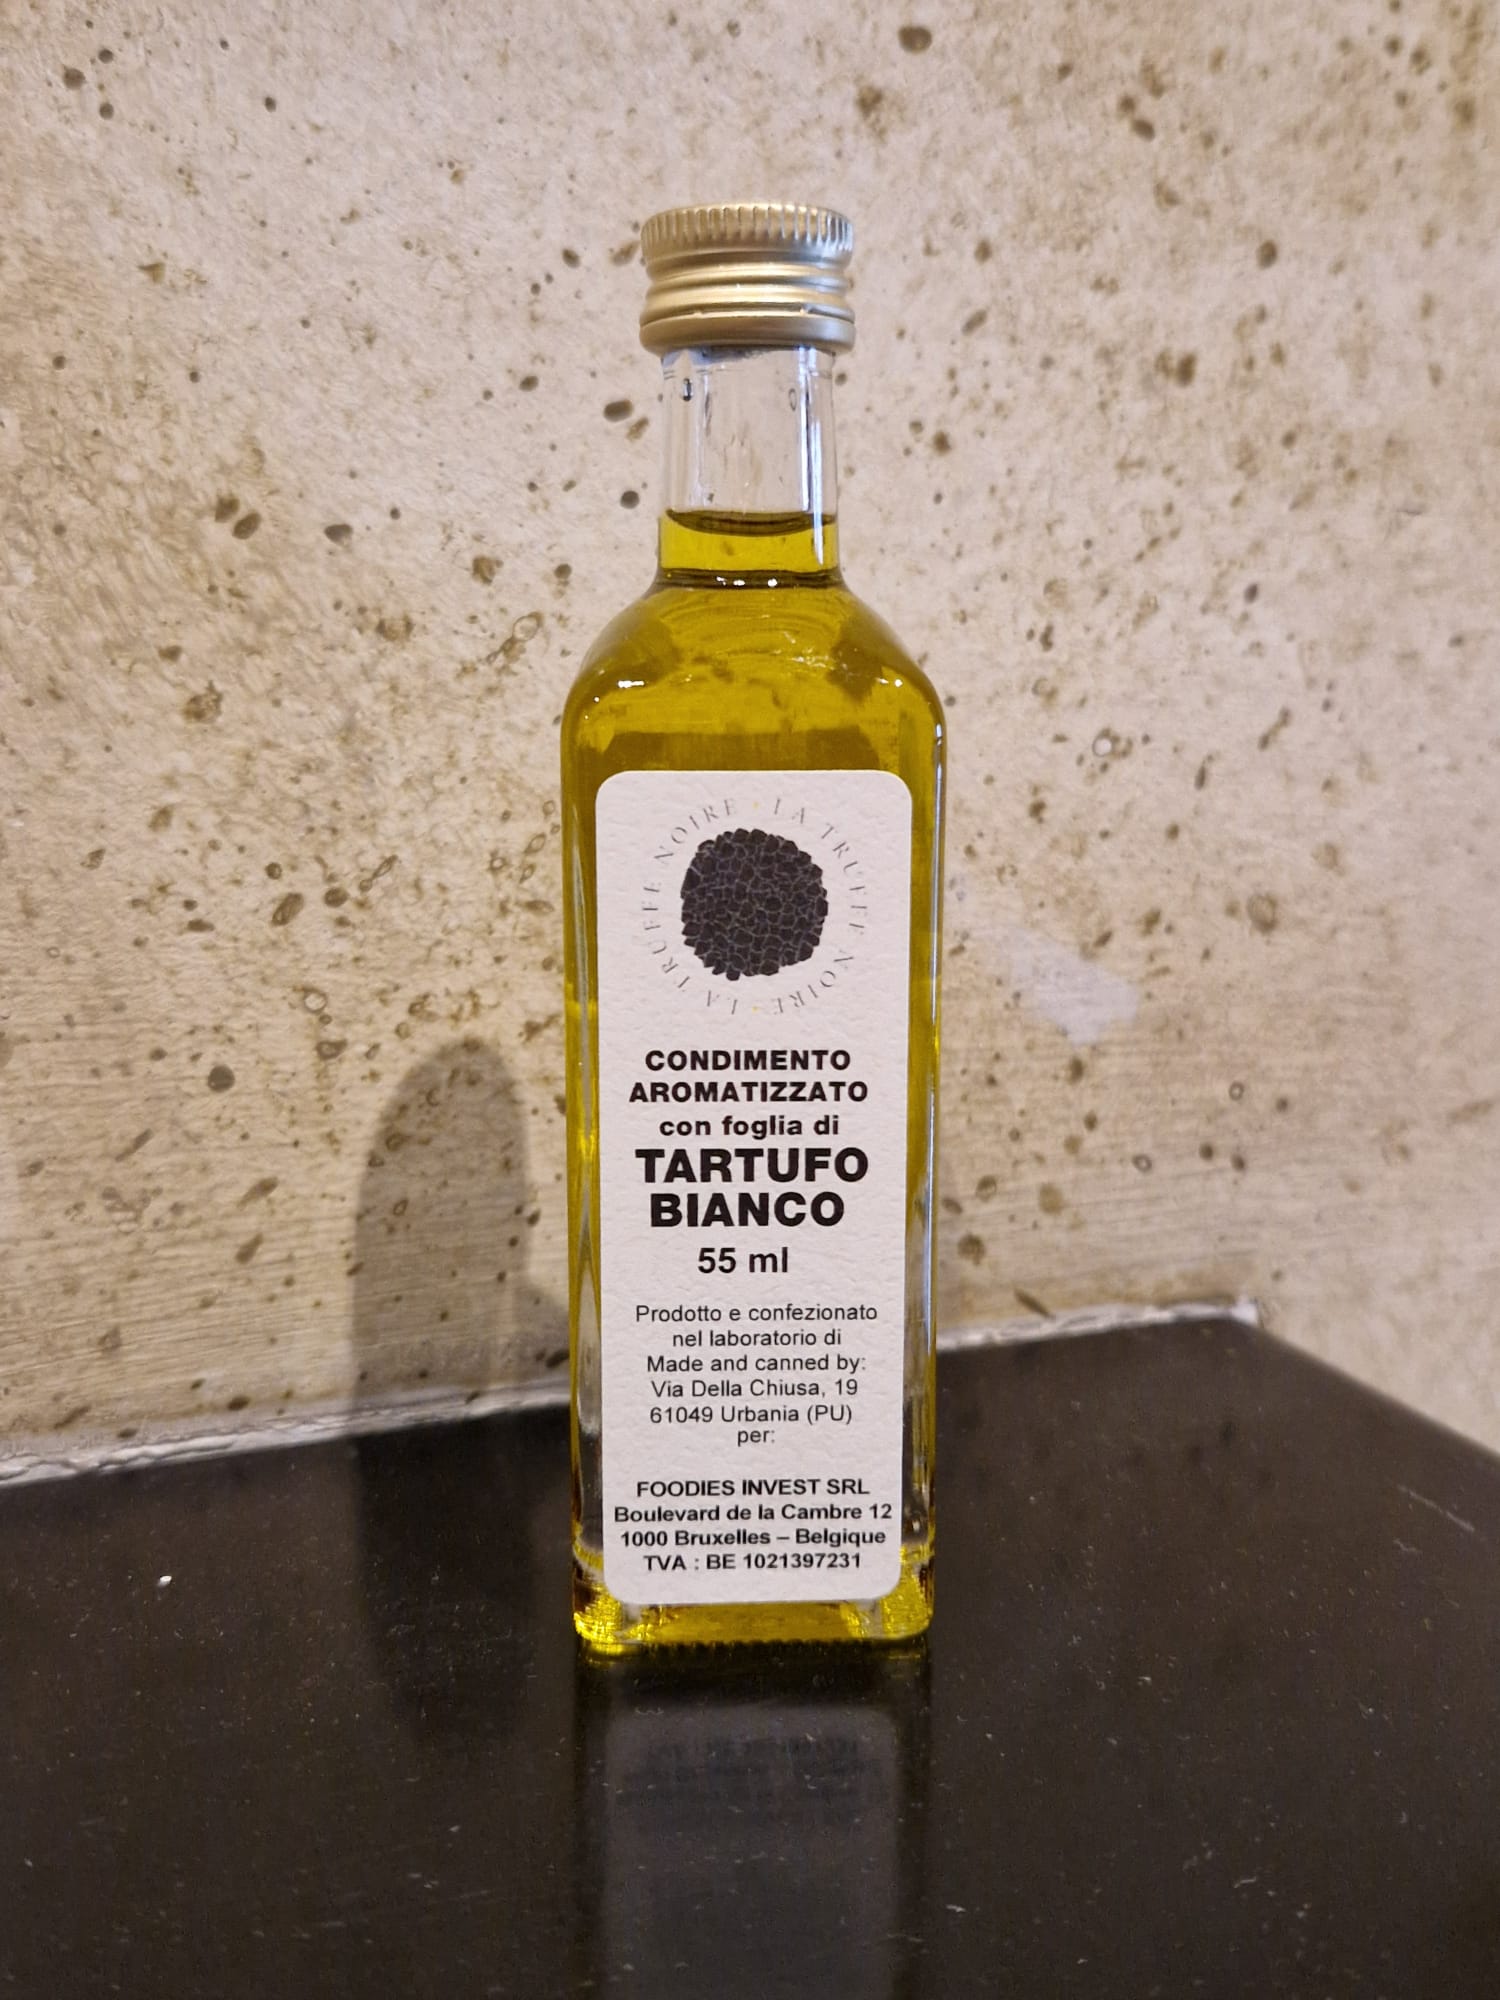 LA TRUFFE NOIRE · LA TRUFFE NOIRE ·
CONDIMENTO
AROMATIZZATO
con foglia di
TARTUFO
BIANCO
55 ml
Prodotto e confezionato
nel laboratorio di
Made and canned by:
Via Della Chiusa, 19
61049 Urbania (PU)
per:
FOODIES INVEST SRL
Boulevard de la Cambre 12
1000 Bruxelles – Belgique
TVA : BE 1021397231